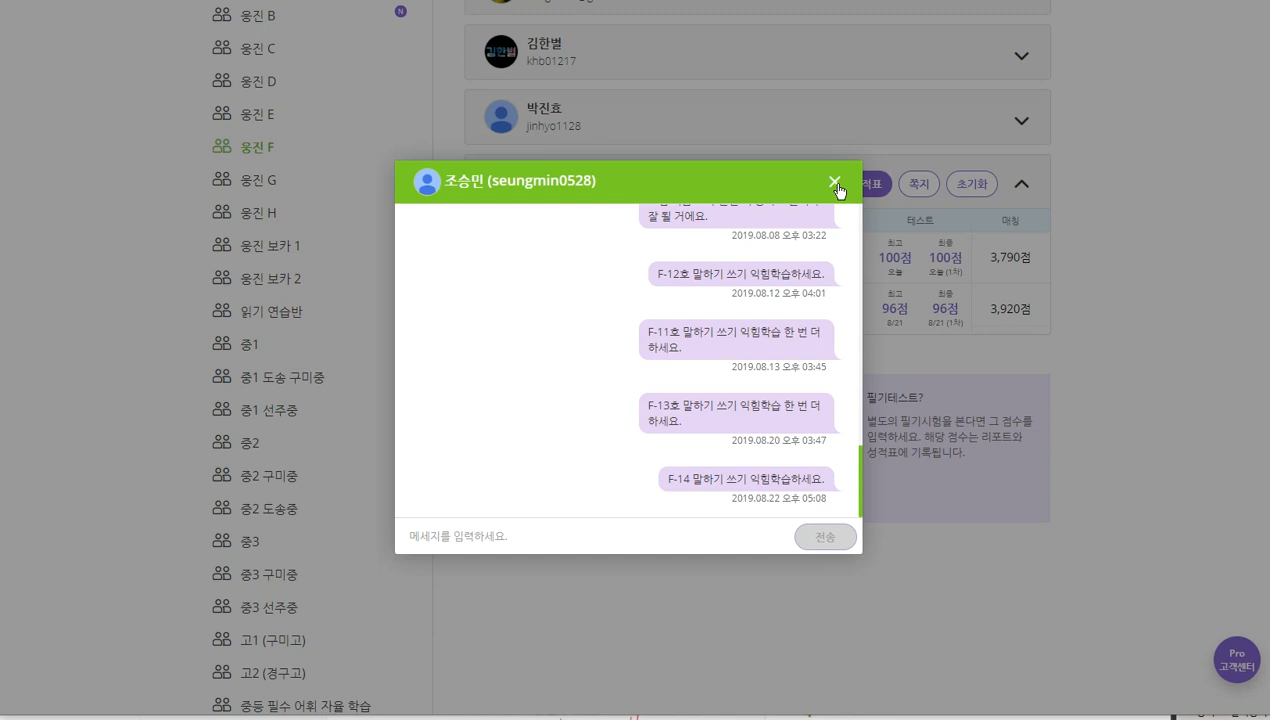 웅진 B
N
웅진 C
웅진 D
웅진 E
웅진 F
웅진 G
웅진 H
웅진 보카 1
웅진 보카 2
읽기 연습반
중1
중1 도송 구미중
중1 선주중
중2
중2 구미중
중2 도송중
중3
중3 구미중
중3 선주중
고1 (구미고)
고2 (경구고)
중등 필수 어휘 자율 학습
김한별
khb01217
박진효
jinhyo1128
조승민 (seungmin0528)
잘 될 거에요.
2019.08.08 오후 03:22
F-12호 말하기 쓰기 익힘학습하세요.
2019.08.12 오후 04:01
F-11호 말하기 쓰기 익힘학습 한 번 더
하세요.
2019.08.13 오후 03:45
F-13호 말하기 쓰기 익힘학습 한 번 더
하세요.
2019.08.20 오후 03:47
F-14 말하기 쓰기 익힘학습하세요.
2019.08.22 오후 05:08
메세지를 입력하세요.
전송
적표 쪽지 초기화
테스트 매칭
최고 최종
100점 100점 3,790점
오늘 오늘 (1차)
최고 최종
96점 96점 3,920점
8/21 8/21 (1차)
필기테스트?
별도의 필기시험을 본다면 그 점수를
입력하세요. 해당 점수는 리포트와
성적표에 기록됩니다.
Pro
고객센터